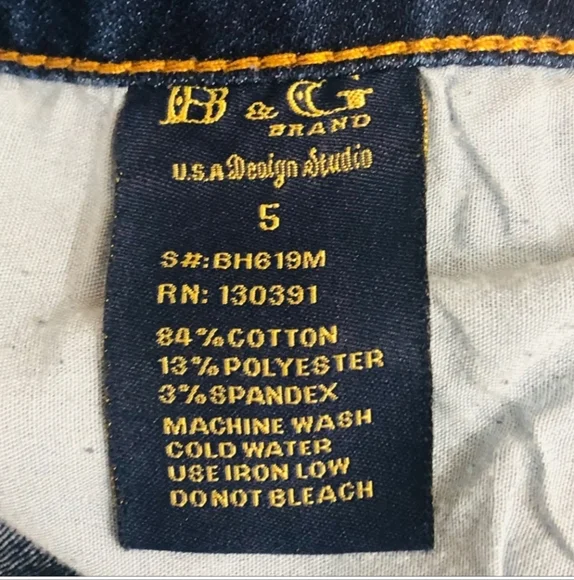 B & G
BRAND
U.S.A Design Studio
5
S#:BH619M
RN: 130391
84%COTTON
13%POLYESTER
3%SPANDEX
MACHINE WASH
COLD WATER
USE IRON LOW
DO NOT BLEACH